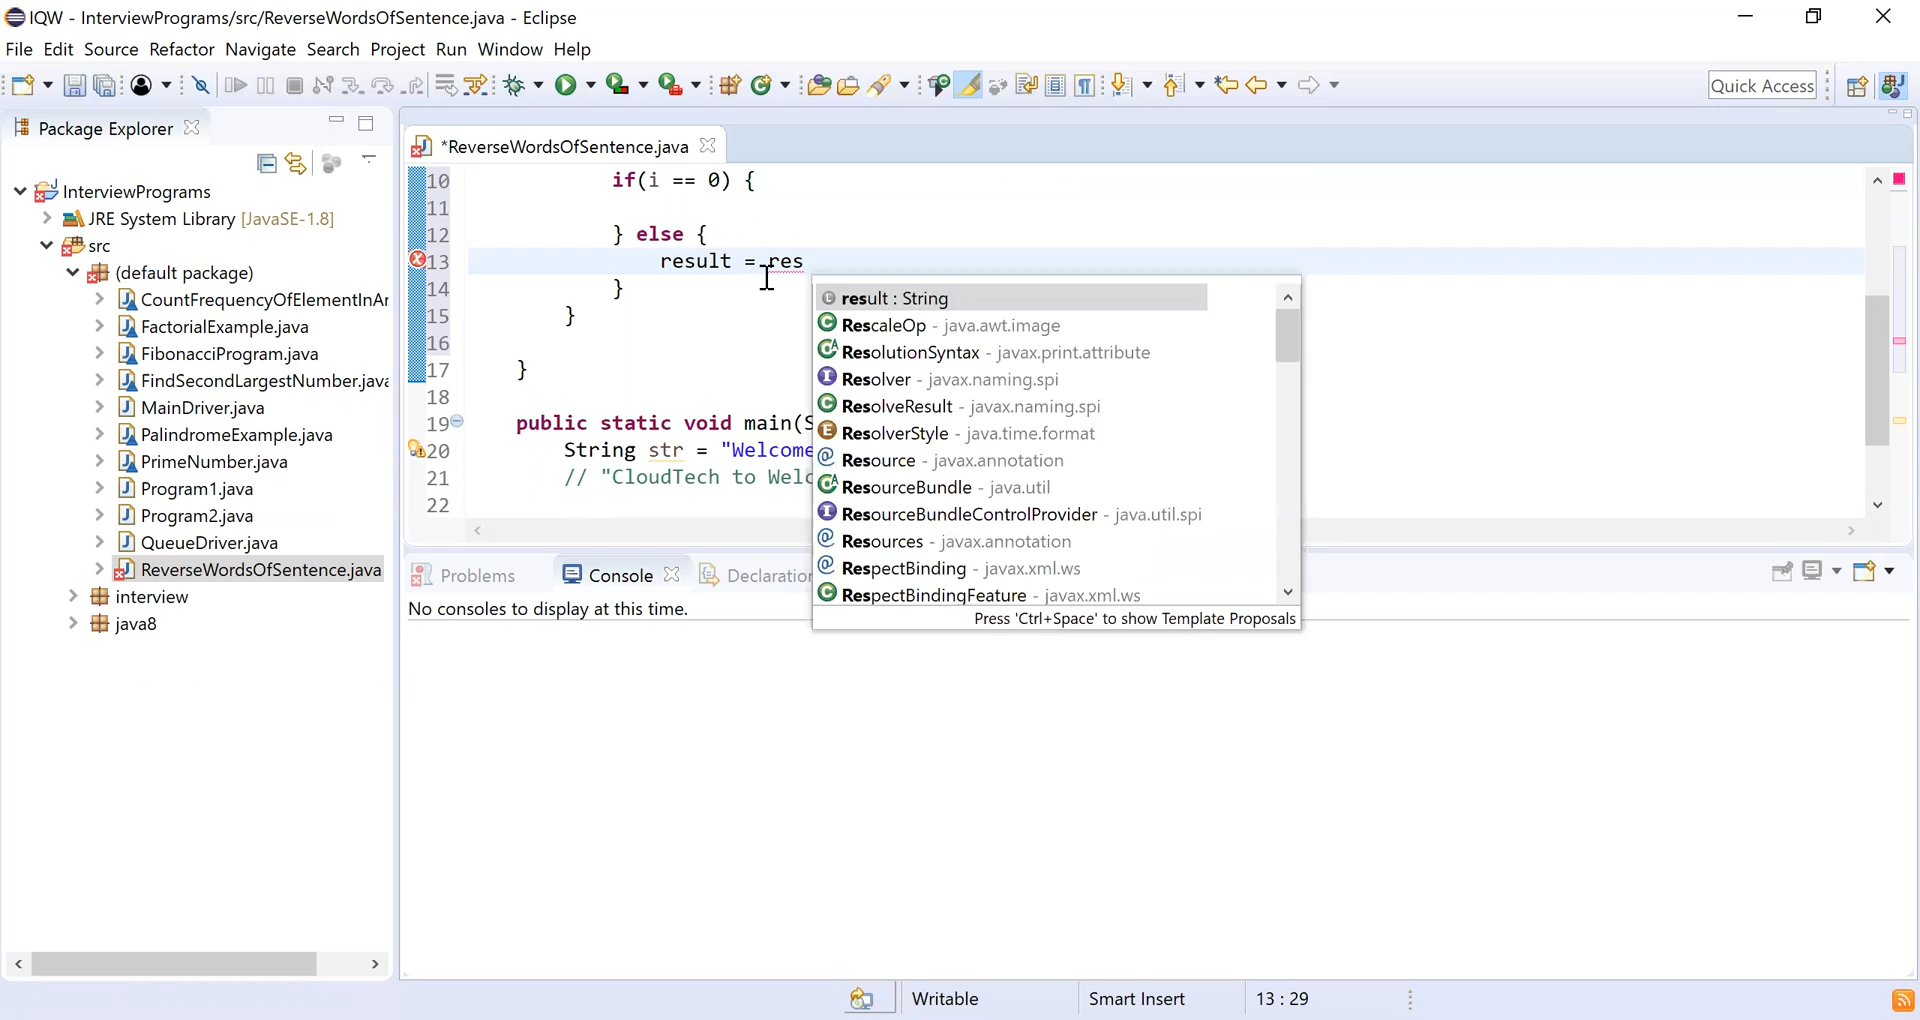 IQW - InterviewPrograms/src/ReverseWordsOfSentence.java - Eclipse
File Edit Source Refactor Navigate Search Project Run Window Help
Quick Access
Package Explorer
*ReverseWordsOfSentence.java
InterviewPrograms
JRE System Library [JavaSE-1.8]
src
(default package)
CountFrequencyOfElementInAr
FactorialExample.java
FibonacciProgram.java
FindSecondLargestNumber.java
MainDriver.java
PalindromeExample.java
PrimeNumber.java
Program1.java
Program2.java
QueueDriver.java
ReverseWordsOfSentence.java
interview
java8
10 if(i == 0) {
11
12 } else {
13 result = res
14 }
15 }
16
17 }
18
19 public static void main(S
20 String str = "Welcome
21 // "CloudTech to Welc
22
result : String
RescaleOp - java.awt.image
ResolutionSyntax - javax.print.attribute
Resolver - javax.naming.spi
ResolveResult - javax.naming.spi
ResolverStyle - java.time.format
Resource - javax.annotation
ResourceBundle - java.util
ResourceBundleControlProvider - java.util.spi
Resources - javax.annotation
RespectBinding - javax.xml.ws
RespectBindingFeature - javax.xml.ws
Press 'Ctrl+Space' to show Template Proposals
Problems Console Declaration
No consoles to display at this time.
Writable Smart Insert 13 : 29